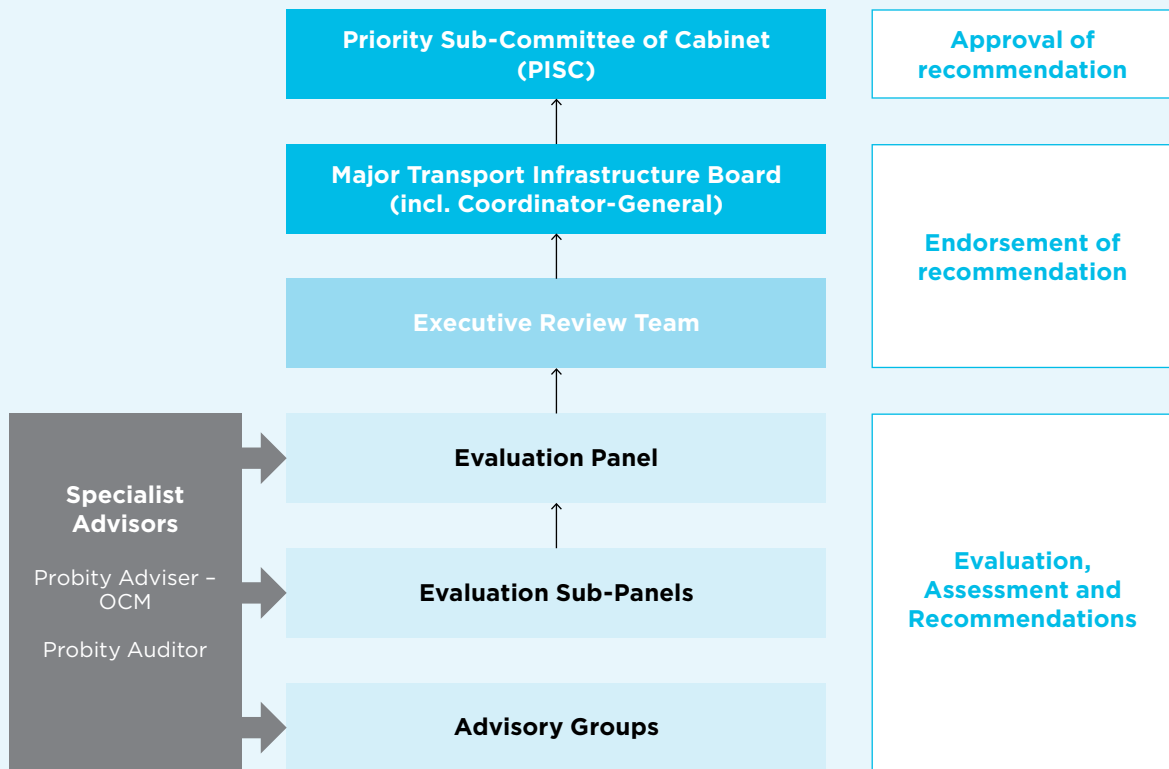 Priority Sub-Committee of Cabinet
(PISC)
Approval of
recommendation
Major Transport Infrastructure Board
(incl. Coordinator-General)
Endorsement of
recommendation
Executive Review Team
Specialist
Advisors
Probity Adviser –
OCM
Probity Auditor
Evaluation Panel
Evaluation Sub-Panels
Advisory Groups
Evaluation,
Assessment and
Recommendations